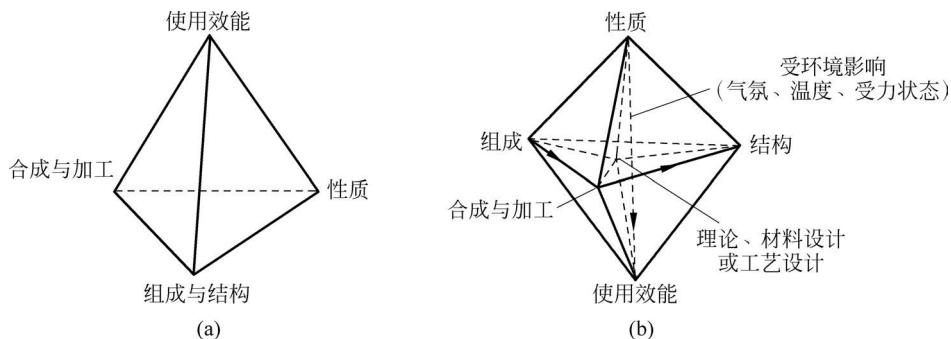 使用效能
合成与加工
性质
组成与结构
(a)
性质
受环境影响
(气氛、温度、受力状态)
组成
结构
合成与加工
理论、材料设计
或工艺设计
使用效能
(b)